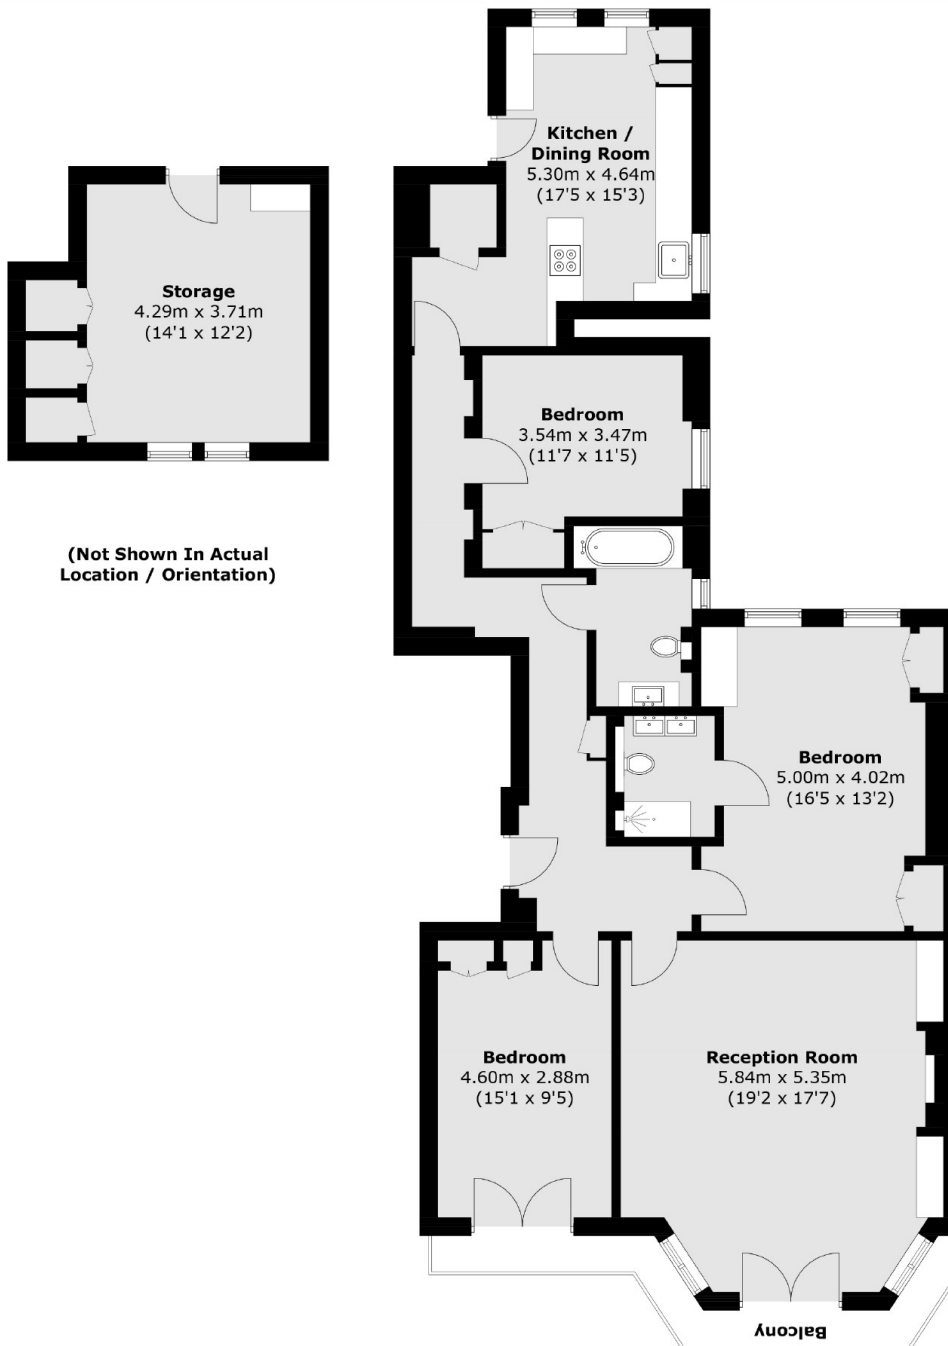 Kitchen /
Dining Room
5.30m x 4.64m
(17'5 x 15'3)
Storage
4.29m x 3.71m
(14'1 x 12'2)
Bedroom
3.54m x 3.47m
(11'7 x 11'5)
(Not Shown In Actual
Location / Orientation)
Bedroom
5.00m x 4.02m
(16'5 x 13'2)
Bedroom
4.60m x 2.88m
(15'1 x 9'5)
Reception Room
5.84m x 5.35m
(19'2 x 17'7)
Balcony